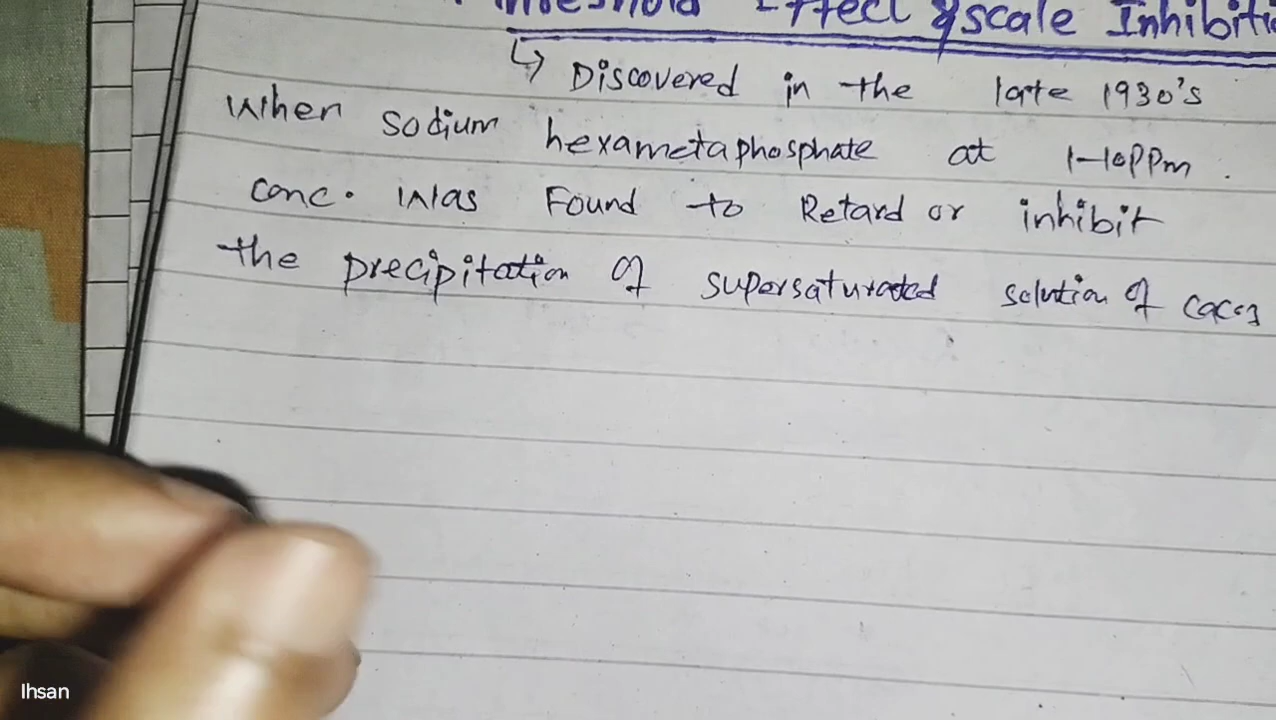 Threshold Effect & scale Inhibiti
↳ Discovered in the late 1930's
when sodium hexametaphosphate at 1-10ppm.
conc. was Found to Retard or inhibit
the precipitation of supersaturated solution of CaCO3
Ihsan